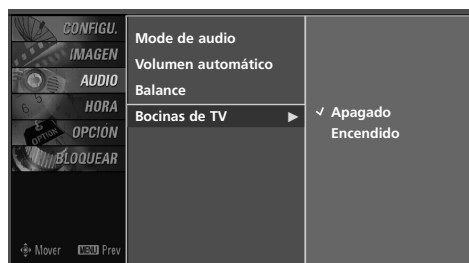 CONFIGU.
IMAGEN
AUDIO
HORA
OPCIÓN
BLOQUEAR
Mover MENU Prev
Mode de audio
Volumen automático
Balance
Bocinas de TV
Apagado
Encendido